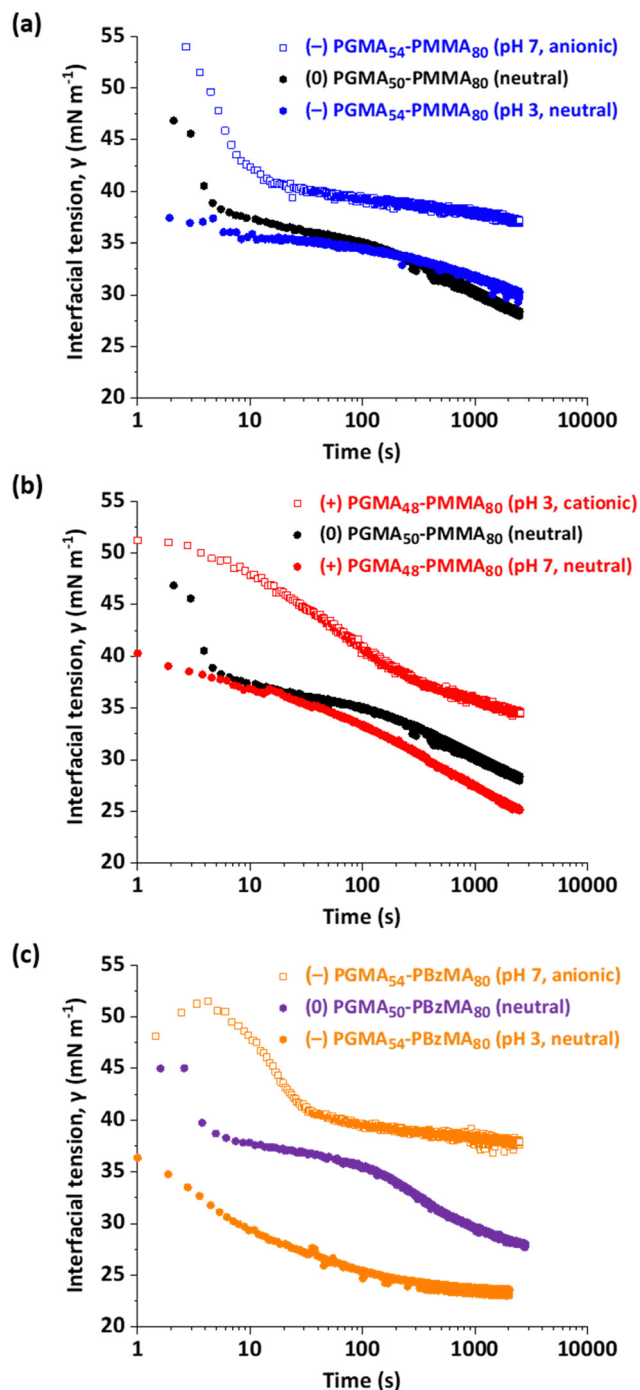 (a)
(−) PGMA54-PMMA80 (pH 7, anionic)
(0) PGMA50-PMMA80 (neutral)
(−) PGMA54-PMMA80 (pH 3, neutral)
Interfacial tension, γ (mN m⁻¹)
55
50
45
40
35
30
25
20
1
10
100
1000
10000
Time (s)
(b)
(+) PGMA48-PMMA80 (pH 3, cationic)
(0) PGMA50-PMMA80 (neutral)
(+) PGMA48-PMMA80 (pH 7, neutral)
Interfacial tension, γ (mN m⁻¹)
55
50
45
40
35
30
25
20
1
10
100
1000
10000
Time (s)
(c)
(−) PGMA54-PBzMA80 (pH 7, anionic)
(0) PGMA50-PBzMA80 (neutral)
(−) PGMA54-PBzMA80 (pH 3, neutral)
Interfacial tension, γ (mN m⁻¹)
55
50
45
40
35
30
25
20
1
10
100
1000
10000
Time (s)